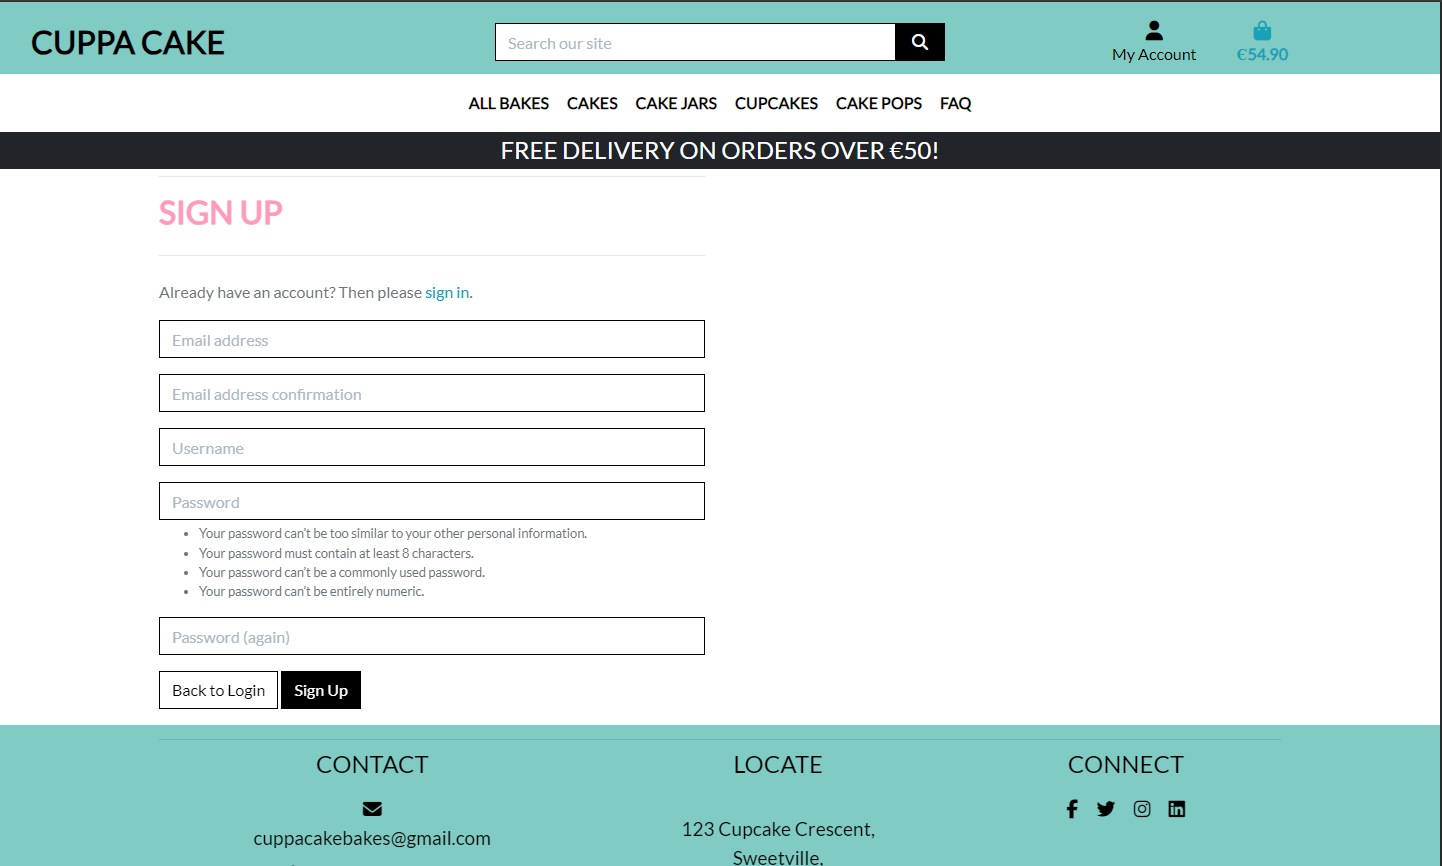 CUPPA CAKE
Search our site
My Account
€54.90
ALL BAKES CAKES CAKE JARS CUPCAKES CAKE POPS FAQ
FREE DELIVERY ON ORDERS OVER €50!
SIGN UP
Already have an account? Then please sign in.
Email address
Email address confirmation
Username
Password
• Your password can’t be too similar to your other personal information.
• Your password must contain at least 8 characters.
• Your password can’t be a commonly used password.
• Your password can’t be entirely numeric.
Password (again)
Back to Login Sign Up
CONTACT
cuppacakebakes@gmail.com
LOCATE
123 Cupcake Crescent,
Sweetville,
CONNECT